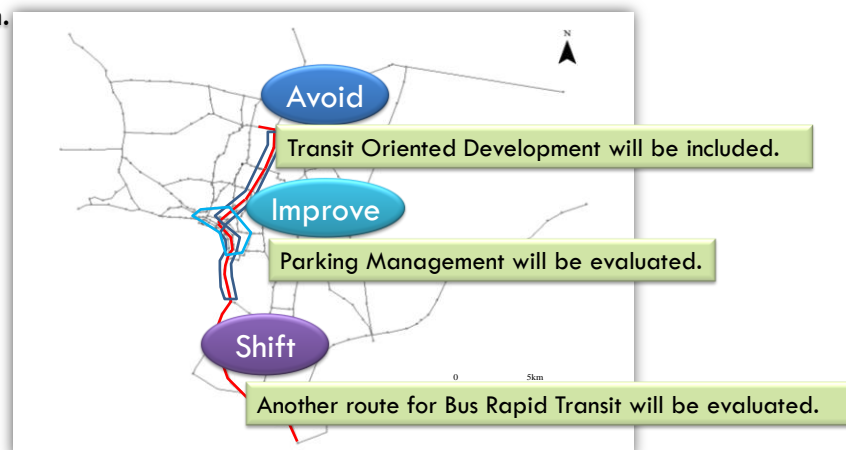 N
Avoid
Transit Oriented Development will be included.
Improve
Parking Management will be evaluated.
Shift
0 5km
Another route for Bus Rapid Transit will be evaluated.